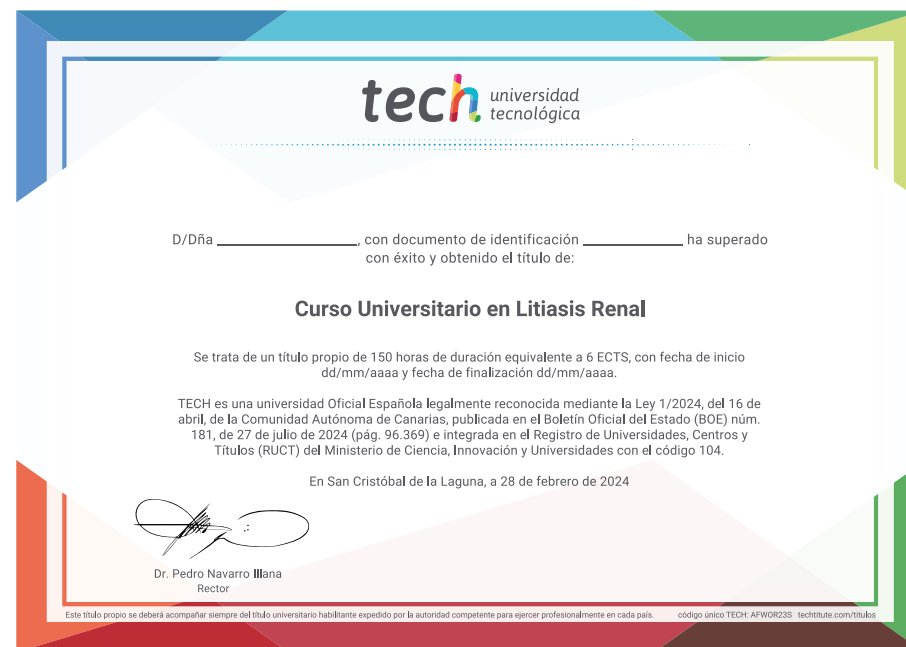 tech universidad
tecnológica
D/Dña ____________________, con documento de identificación ______________ ha superado
con éxito y obtenido el título de:
Curso Universitario en Litiasis Renal
Se trata de un título propio de 150 horas de duración equivalente a 6 ECTS, con fecha de inicio
dd/mm/aaaa y fecha de finalización dd/mm/aaaa.
TECH es una universidad Oficial Española legalmente reconocida mediante la Ley 1/2024, del 16 de
abril, de la Comunidad Autónoma de Canarias, publicada en el Boletín Oficial del Estado (BOE) núm.
181, de 27 de julio de 2024 (pág. 96.369) e integrada en el Registro de Universidades, Centros y
Títulos (RUCT) del Ministerio de Ciencia, Innovación y Universidades con el código 104.
En San Cristóbal de la Laguna, a 28 de febrero de 2024
Dr. Pedro Navarro Illana
Rector
Este título propio se deberá acompañar siempre del título universitario habilitante expedido por la autoridad competente para ejercer profesionalmente en cada país. código único TECH: AFWOR23S techtitute.com/titulos